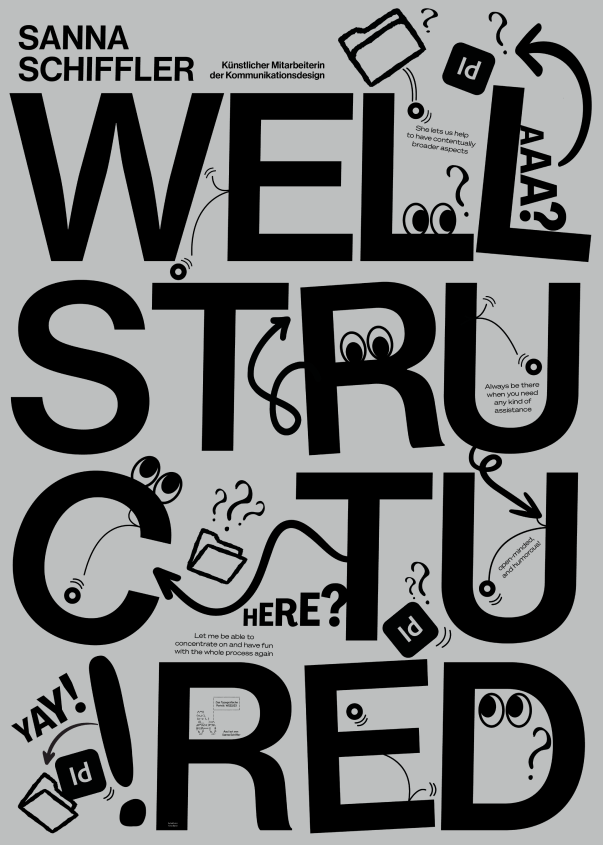 SANNA
SCHIFFLER
Künstlicher Mitarbeiterin
der Kommunikationsdesign
?
?
Id
WELL
She lets us help
to have contentually
broader aspects
?
AAA?
STRU
Always be there
when you need
any kind of
assistance
C TU
???
open-minded,
and humorous!
HERE?
??
Id
Let me be able to
concentrate on and have fun
with the whole process again
YAY!
Id
! RED
?